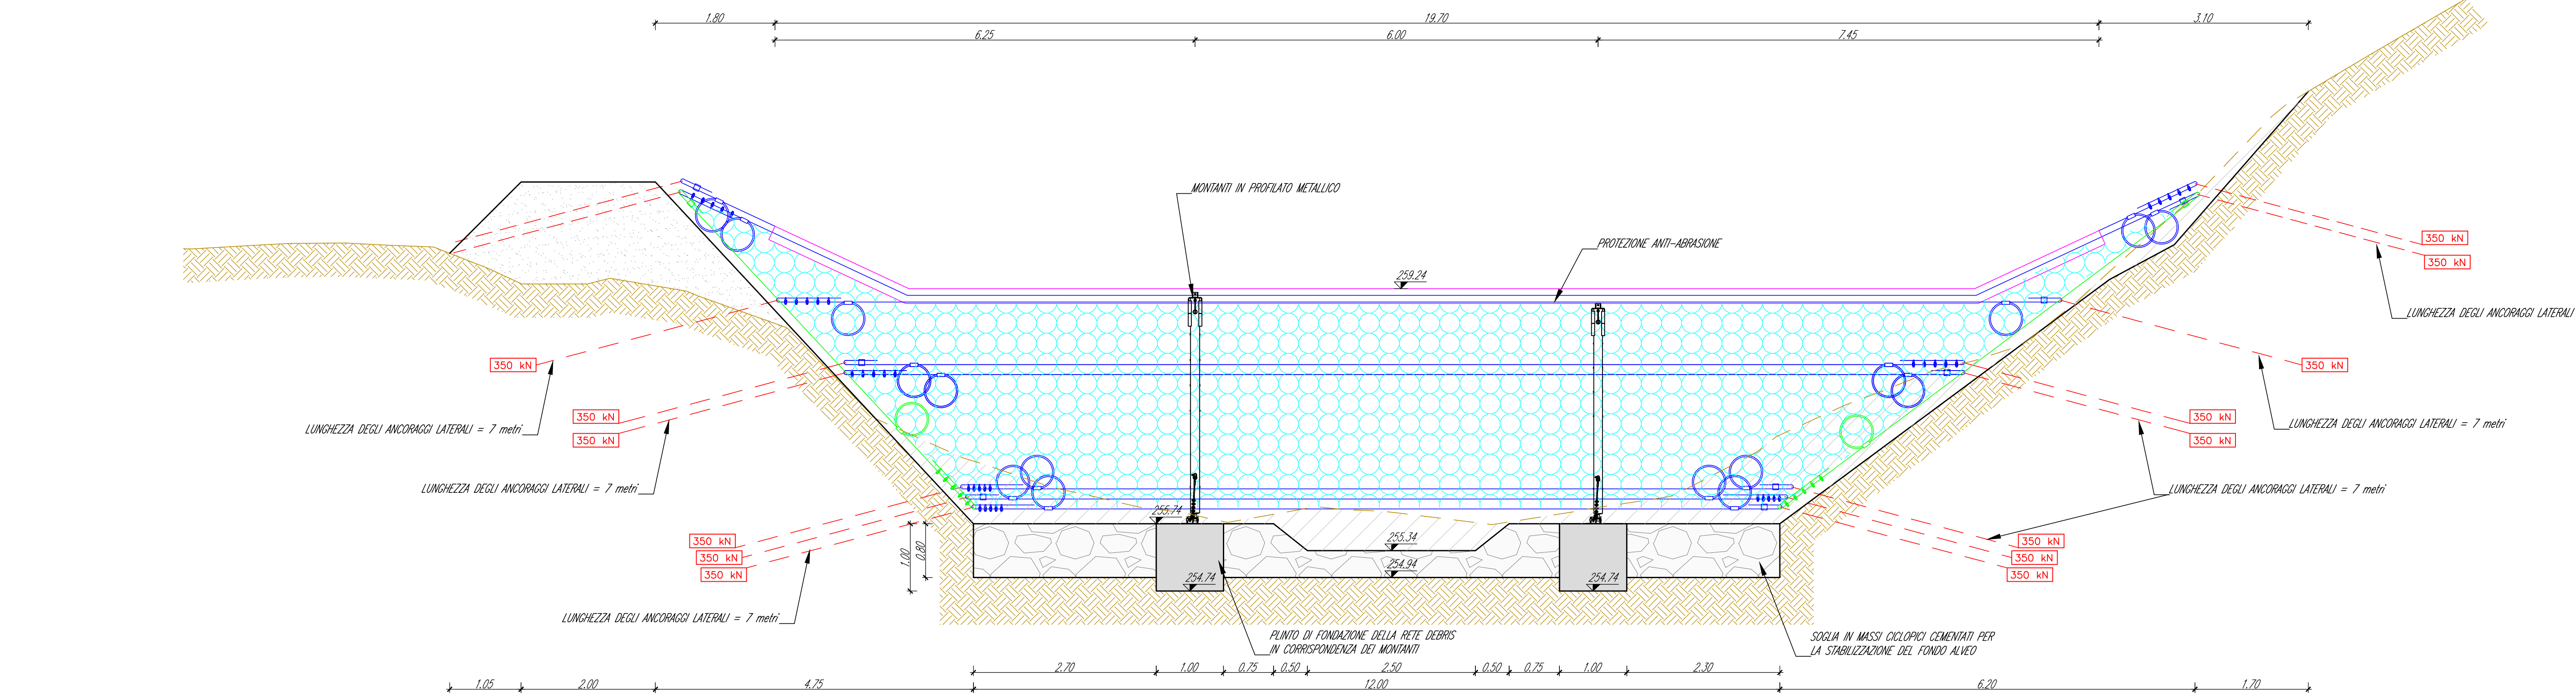 1.80
19.70
3.10
6.25
6.00
7.45
MONTANTI IN PROFILATO METALLICO
PROTEZIONE ANTI-ABRASIONE
259.24
350 kN
350 kN
LUNGHEZZA DEGLI ANCORAGGI LATERALI
350 kN
350 kN
350 kN
350 kN
350 kN
350 kN
LUNGHEZZA DEGLI ANCORAGGI LATERALI = 7 metri
LUNGHEZZA DEGLI ANCORAGGI LATERALI = 7 metri
LUNGHEZZA DEGLI ANCORAGGI LATERALI = 7 metri
LUNGHEZZA DEGLI ANCORAGGI LATERALI = 7 metri
255.74
255.34
254.94
254.74
254.74
1.00
0.80
350 kN
350 kN
350 kN
350 kN
350 kN
350 kN
LUNGHEZZA DEGLI ANCORAGGI LATERALI = 7 metri
PLINTO DI FONDAZIONE DELLA RETE DEBRIS
IN CORRISPONDENZA DEI MONTANTI
SOGLIA IN MASSI CICLOPICI CEMENTATI PER
LA STABILIZZAZIONE DEL FONDO ALVEO
2.70
1.00
0.75
0.50
2.50
0.50
0.75
1.00
2.30
1.05
2.00
4.75
12.00
6.20
1.70